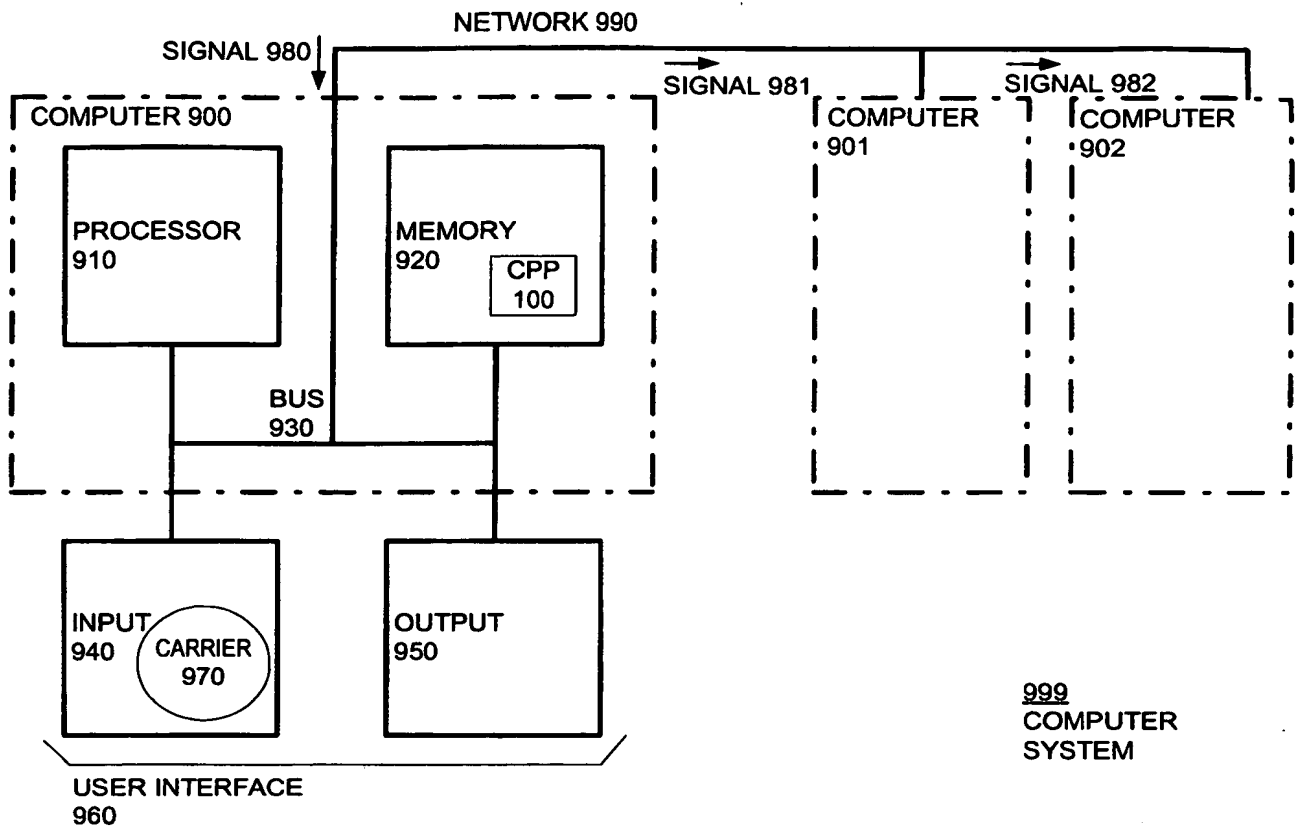 NETWORK 990
SIGNAL 980
SIGNAL 981
SIGNAL 982
COMPUTER 900
COMPUTER
901
COMPUTER
902
PROCESSOR
910
MEMORY
920
CPP
100
BUS
930
INPUT
940
CARRIER
970
OUTPUT
950
999
COMPUTER
SYSTEM
USER INTERFACE
960